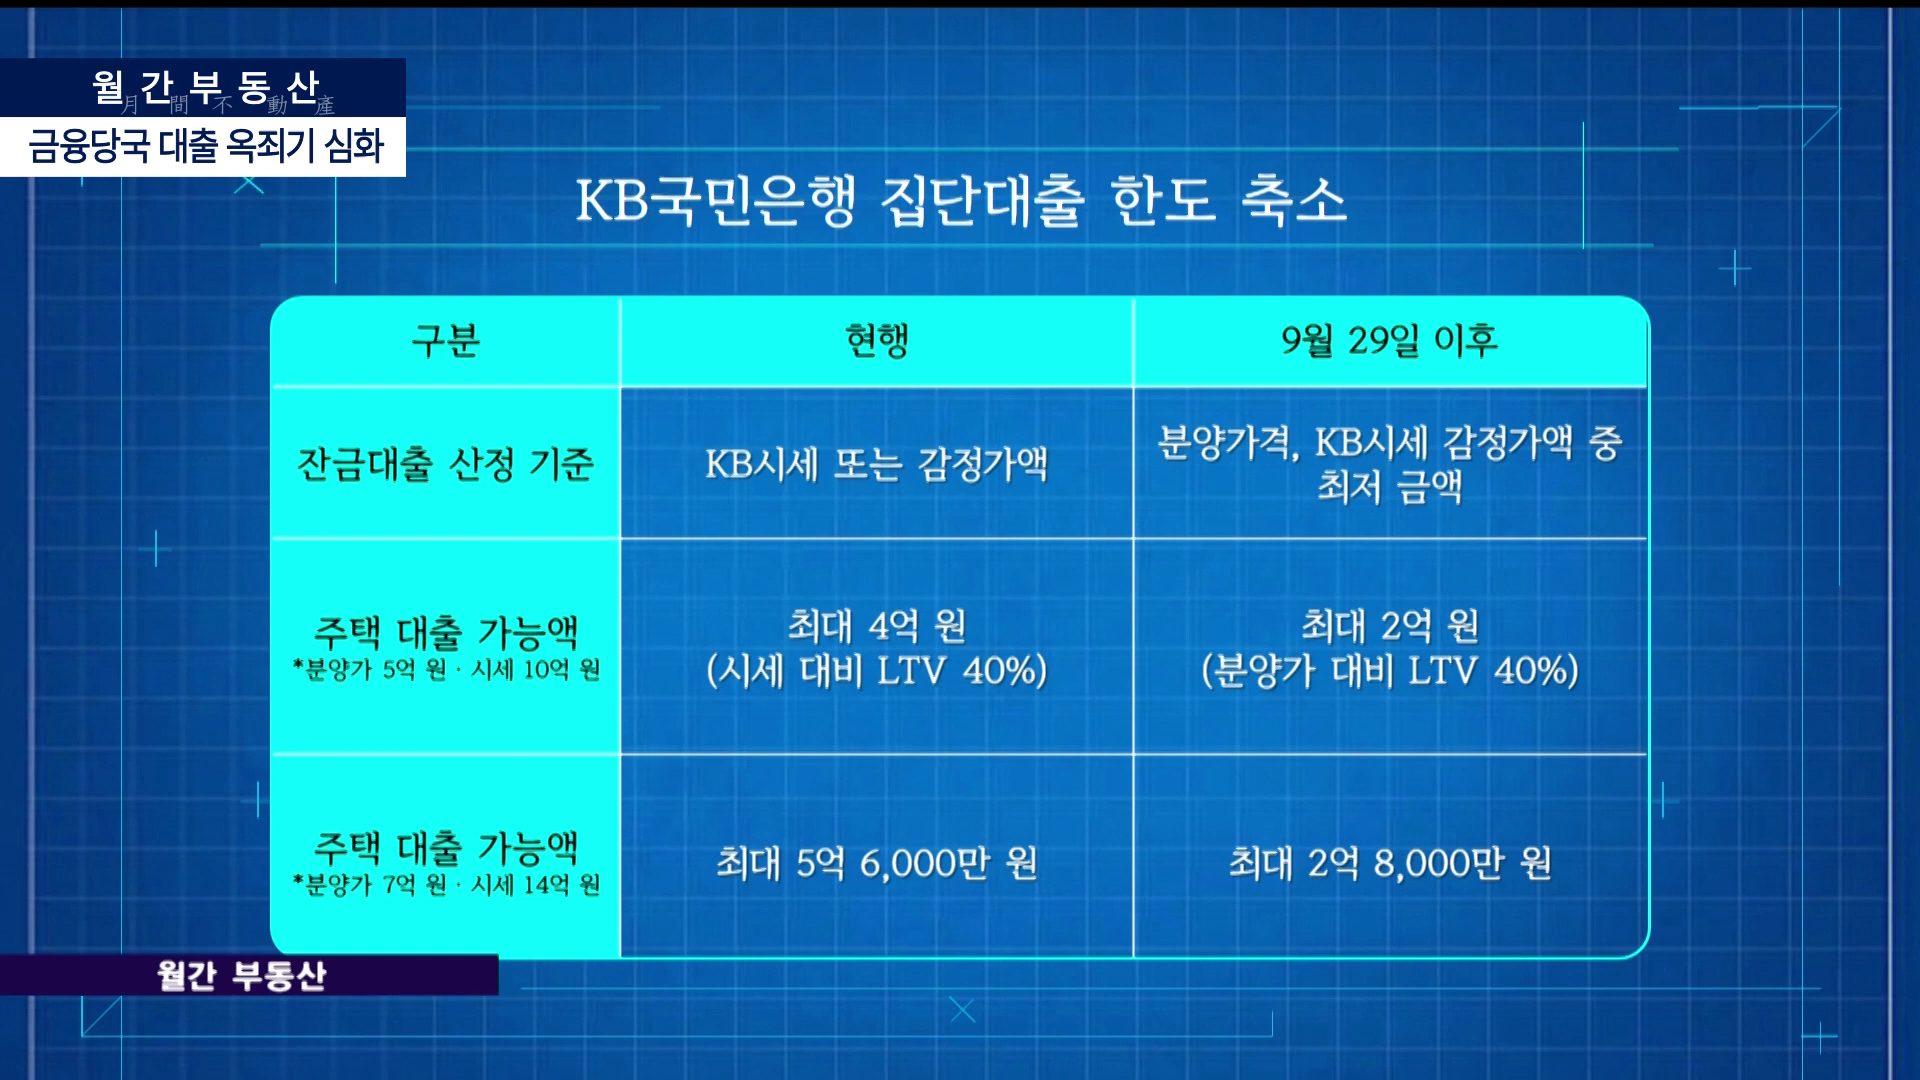 월간부동산
月間不動産
금융당국 대출 옥죄기 심화
KB국민은행 집단대출 한도 축소
구분
현행
9월 29일 이후
잔금대출 산정 기준
KB시세 또는 감정가액
분양가격, KB시세 감정가액 중
최저 금액
주택 대출 가능액
*분양가 5억 원 · 시세 10억 원
최대 4억 원
(시세 대비 LTV 40%)
최대 2억 원
(분양가 대비 LTV 40%)
주택 대출 가능액
*분양가 7억 원 · 시세 14억 원
최대 5억 6,000만 원
최대 2억 8,000만 원
월간 부동산